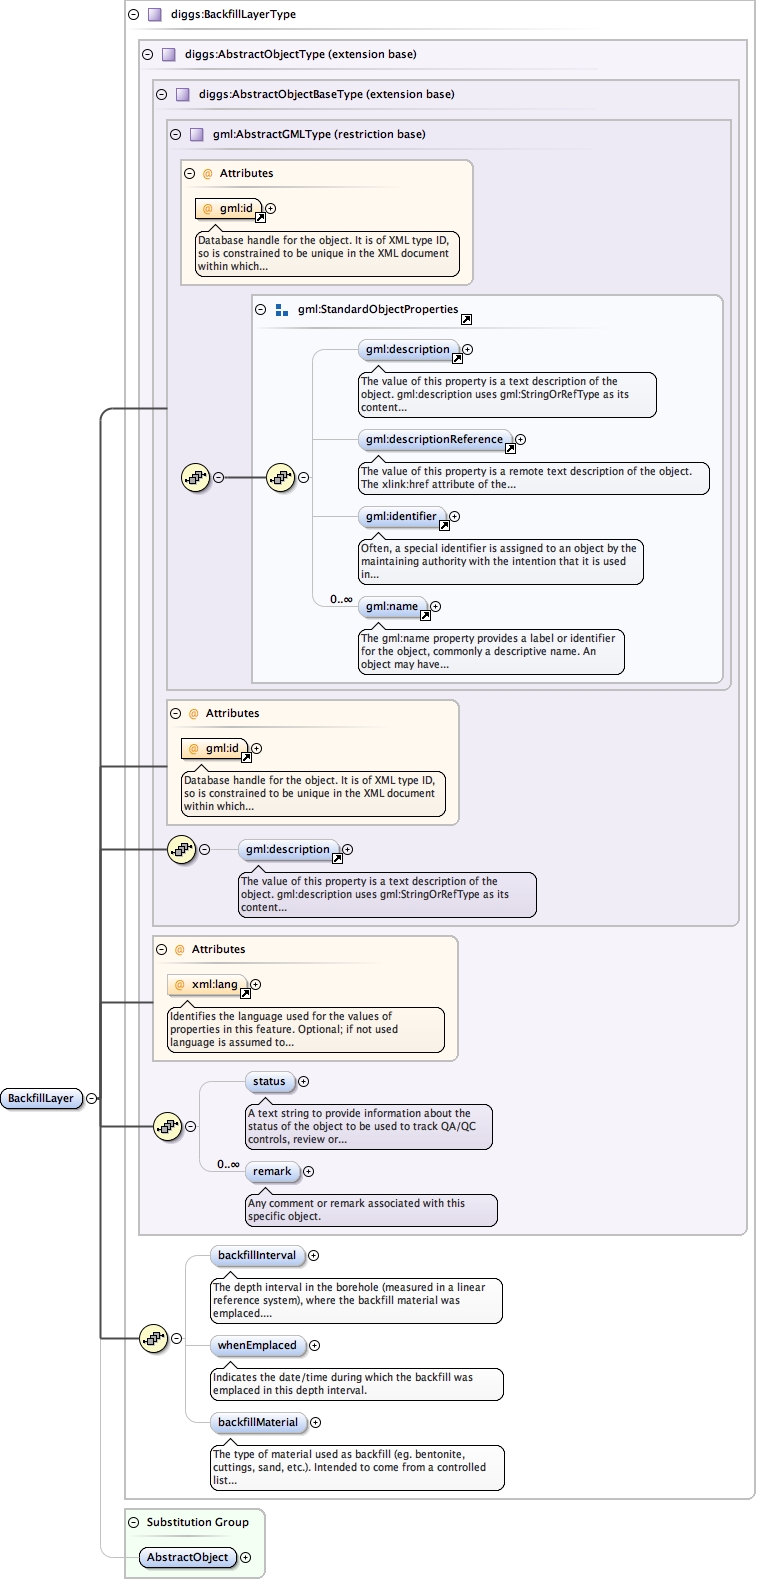 diggs:BackfillLayerType
diggs:AbstractObjectType (extension base)
diggs:AbstractObjectBaseType (extension base)
gml:AbstractGMLType (restriction base)
@ Attributes
@ gml:id
Database handle for the object. It is of XML type ID,
so is constrained to be unique in the XML document
within which...
gml:StandardObjectProperties
gml:description
The value of this property is a text description of the
object. gml:description uses gml:StringOrRefType as its
content...
gml:descriptionReference
The value of this property is a remote text description of the object.
The xlink:href attribute of the...
gml:identifier
Often, a special identifier is assigned to an object by the
maintaining authority with the intention that it is used
in...
0..∞
gml:name
The gml:name property provides a label or identifier
for the object, commonly a descriptive name. An
object may have...
@ Attributes
@ gml:id
Database handle for the object. It is of XML type ID,
so is constrained to be unique in the XML document
within which...
gml:description
The value of this property is a text description of the
object. gml:description uses gml:StringOrRefType as its
content...
@ Attributes
@ xml:lang
Identifies the language used for the values of
properties in this feature. Optional; if not used
language is assumed to...
BackfillLayer
status
A text string to provide information about the
status of the object to be used to track QA/QC
controls, review or...
0..∞
remark
Any comment or remark associated with this
specific object.
backfillInterval
The depth interval in the borehole (measured in a linear
reference system), where the backfill material was
emplaced....
whenEmplaced
Indicates the date/time during which the backfill was
emplaced in this depth interval.
backfillMaterial
The type of material used as backfill (eg. bentonite,
cuttings, sand, etc.). Intended to come from a controlled
list...
Substitution Group
AbstractObject